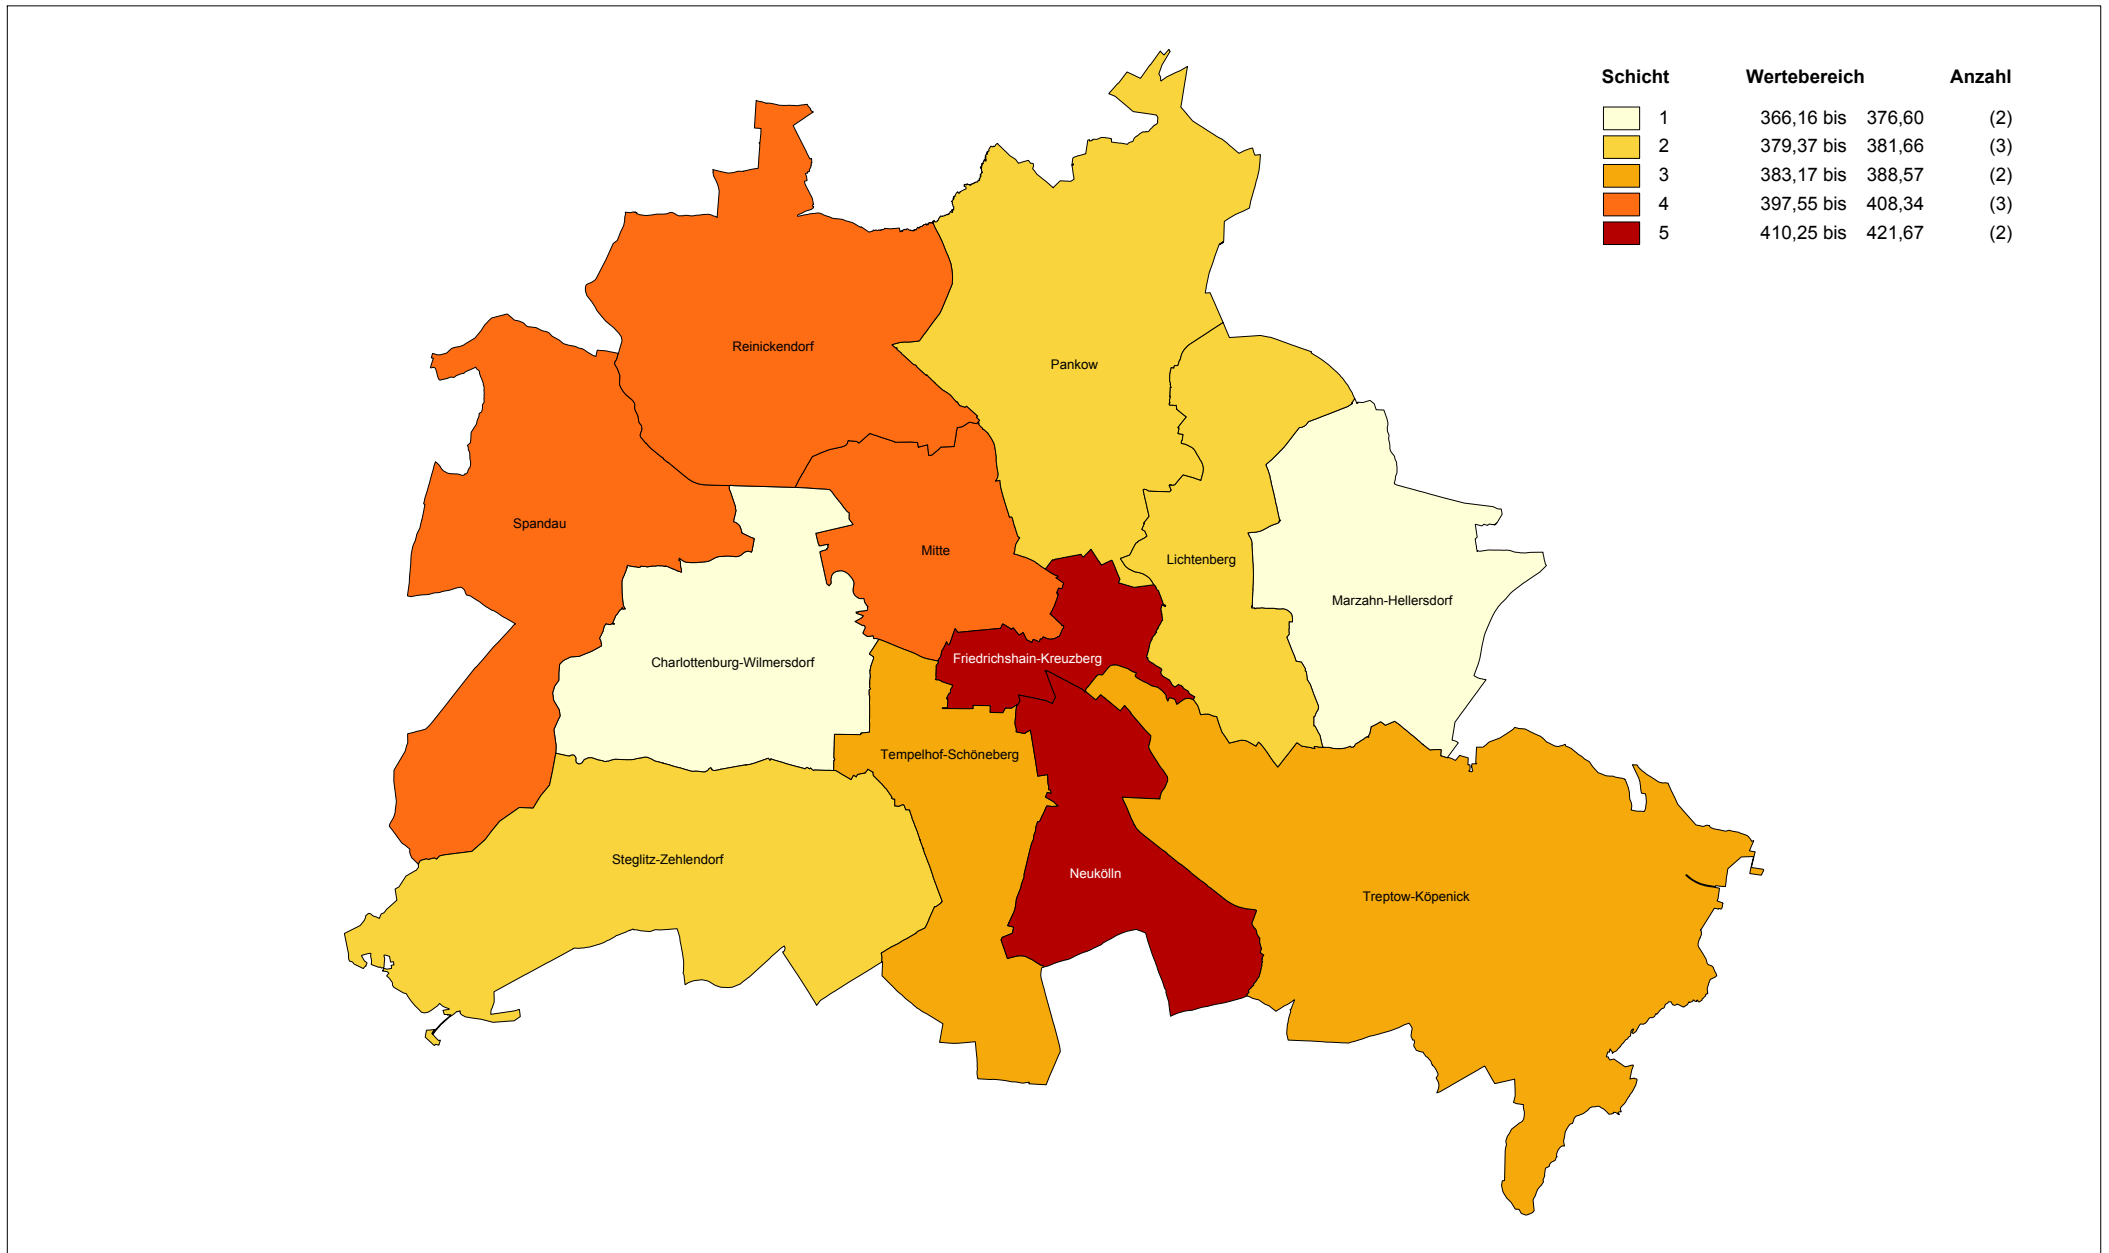 Schicht Wertebereich Anzahl
1 366,16 bis 376,60 (2)
2 379,37 bis 381,66 (3)
3 383,17 bis 388,57 (2)
4 397,55 bis 408,34 (3)
5 410,25 bis 421,67 (2)
Reinickendorf
Pankow
Spandau
Mitte
Lichtenberg
Marzahn-Hellersdorf
Charlottenburg-Wilmersdorf
Friedrichshain-Kreuzberg
Tempelhof-Schöneberg
Steglitz-Zehlendorf
Neukölln
Treptow-Köpenick